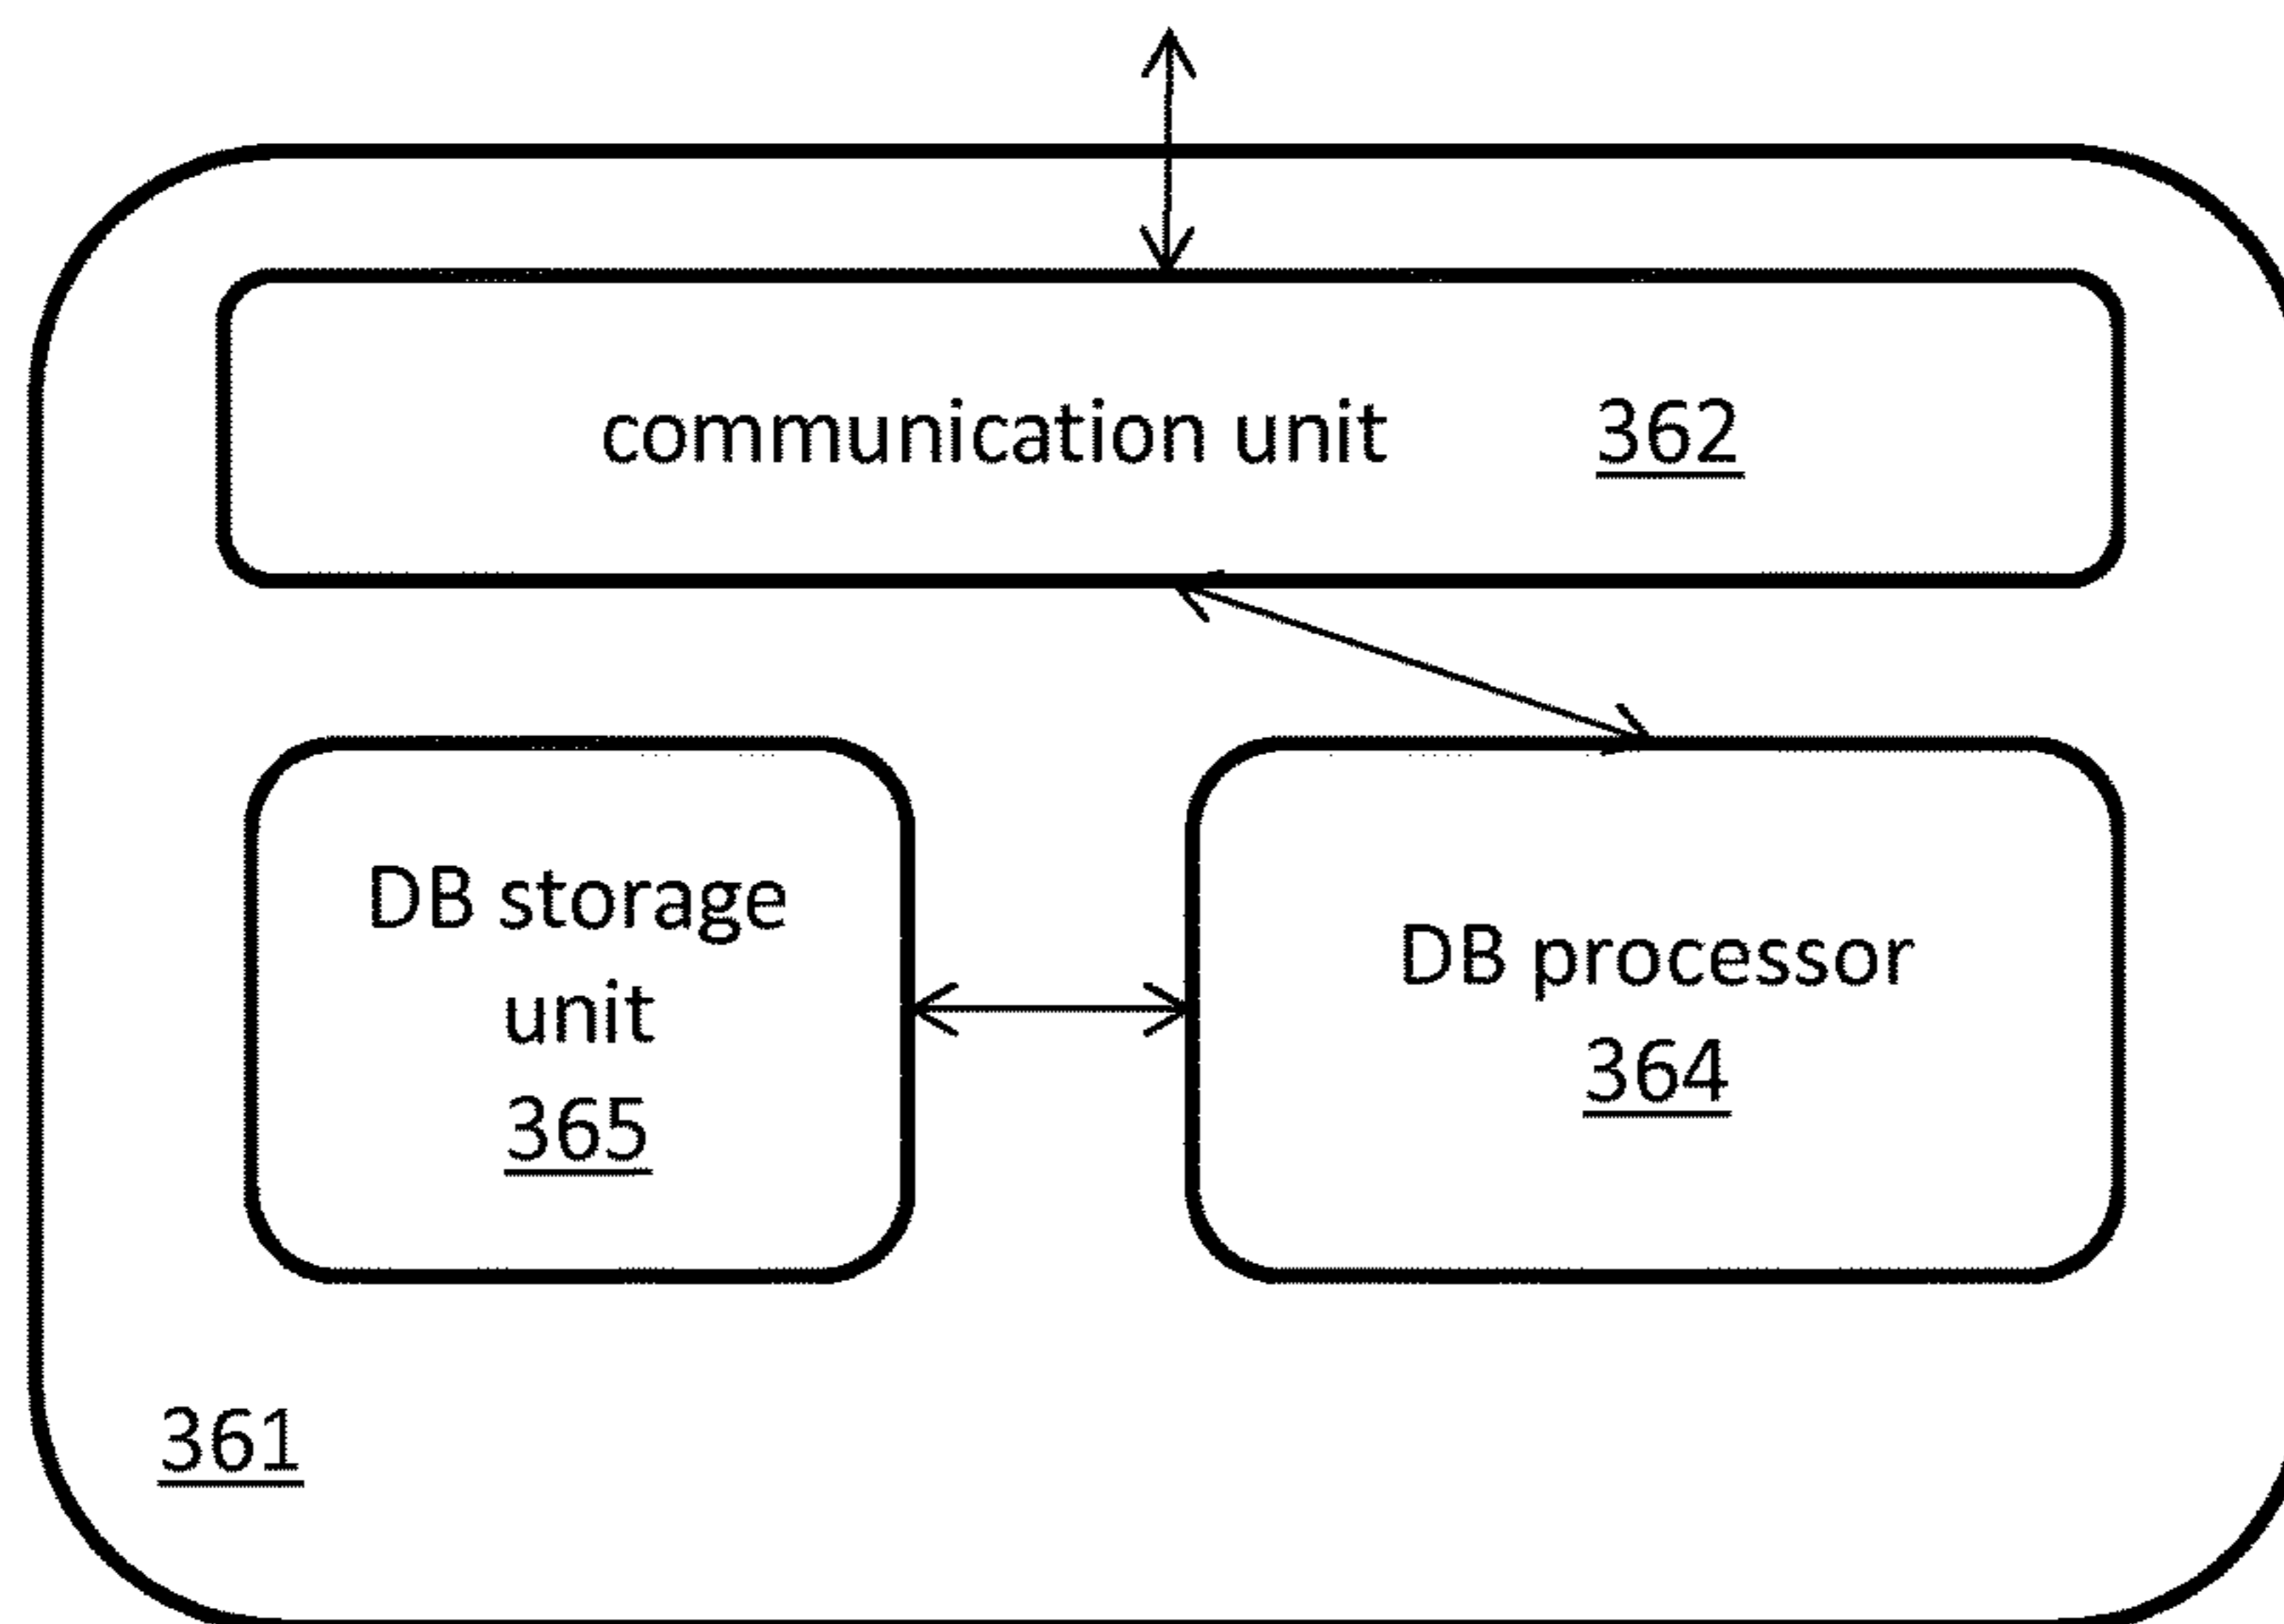 communication unit 362
DB storage
unit
365
DB processor
364
361